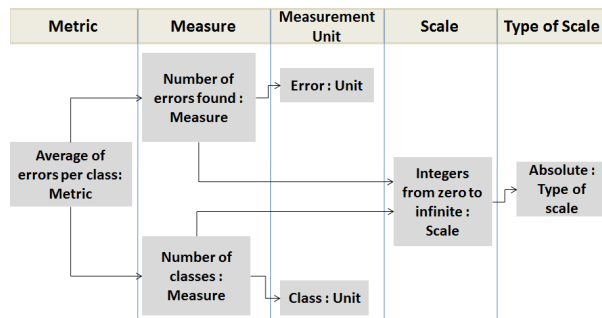 Metric
Measure
Measurement
Unit
Scale
Type of Scale
Number of
errors found :
Measure
Error : Unit
Average of
errors per class:
Metric
Integers
from zero to
infinite :
Scale
Absolute :
Type of
scale
Number of
classes :
Measure
Class : Unit